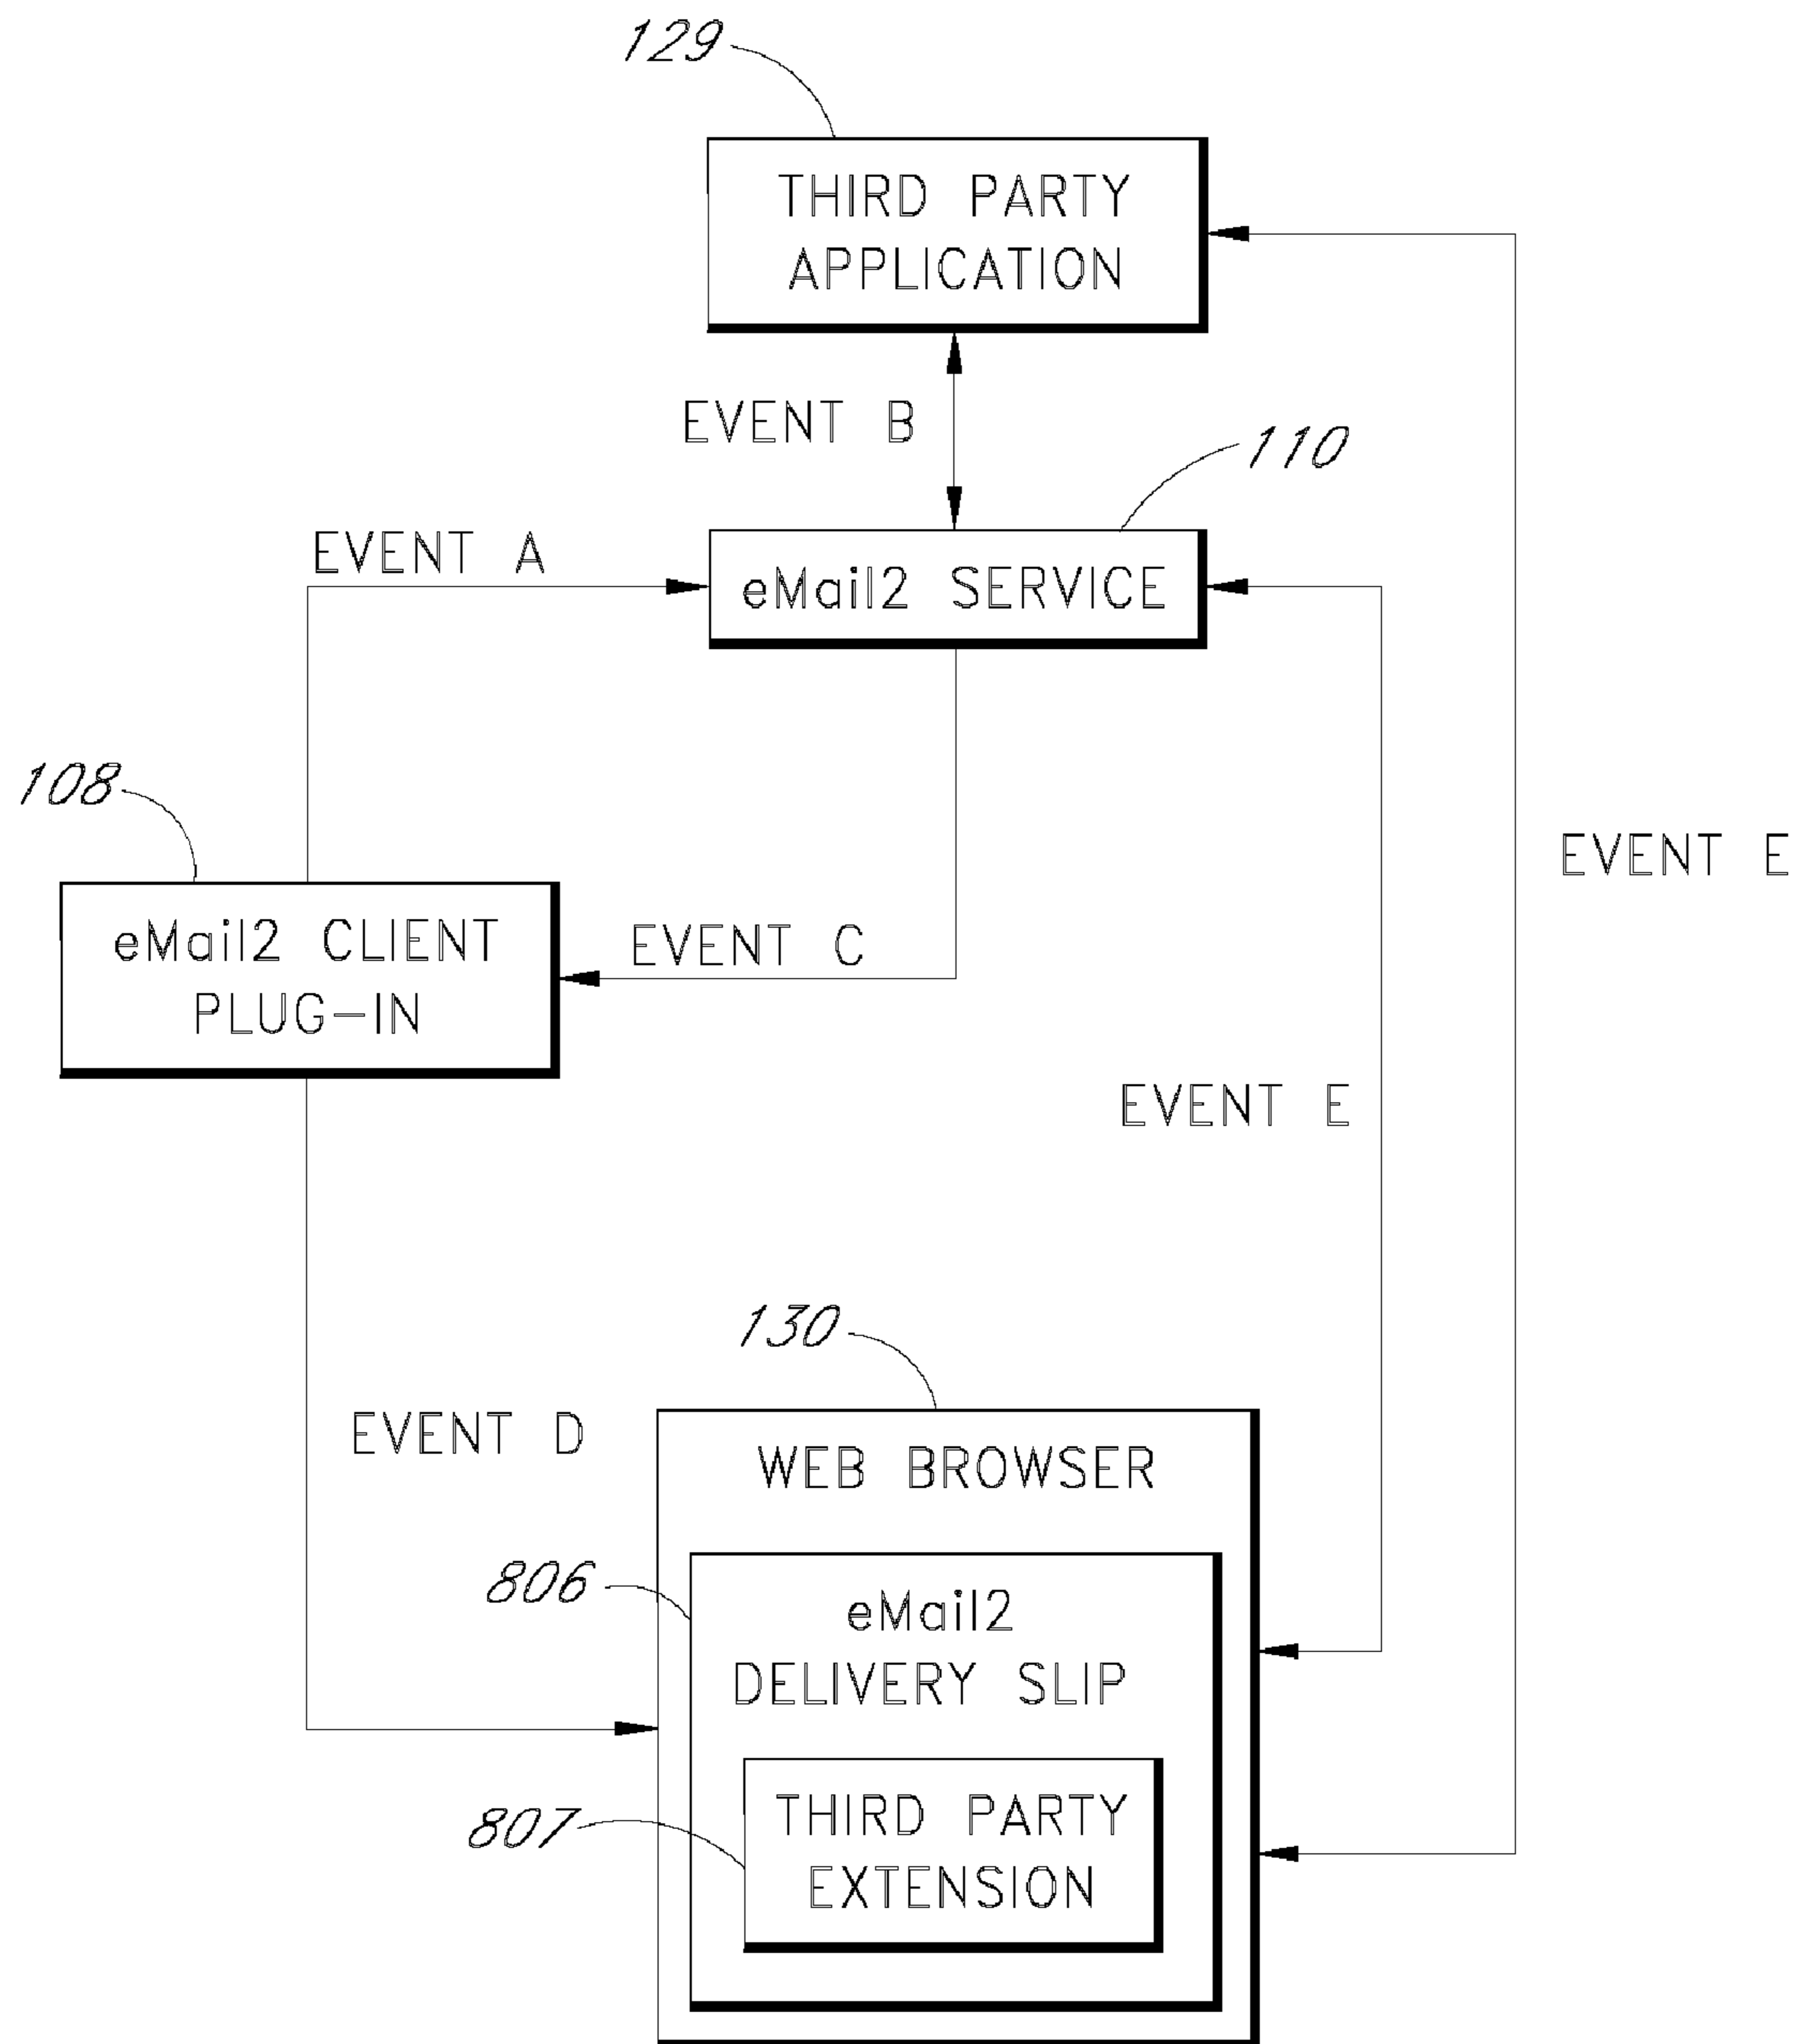 129
THIRD PARTY
APPLICATION
EVENT B
110
EVENT A
eMail2 SERVICE
108
EVENT E
eMail2 CLIENT
PLUG-IN
EVENT C
EVENT E
130
EVENT D
WEB BROWSER
806
eMail2
DELIVERY SLIP
807
THIRD PARTY
EXTENSION